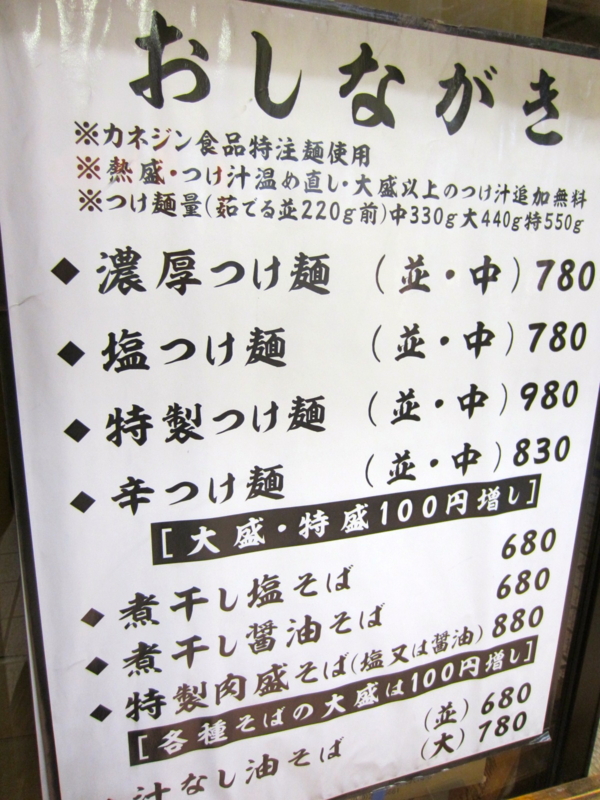 おしながき
※カネジン食品特注麺使用
※熱盛・つけ汁温め直し・大盛以上のつけ汁追加無料
※つけ麺量(茹でる並220g前)中330g大440g特550g
◆濃厚つけ麺 (並・中)780
◆塩つけ麺 (並・中)780
◆特製つけ麺 (並・中)980
◆辛つけ麺 (並・中)830
[大盛・特盛100円増し]
◆煮干し塩そば 680
◆煮干し醤油そば 680
◆特製肉盛そば(塩又は醤油)880
[各種そばの大盛は100円増し]
◆汁なし油そば (並)680
(大)780